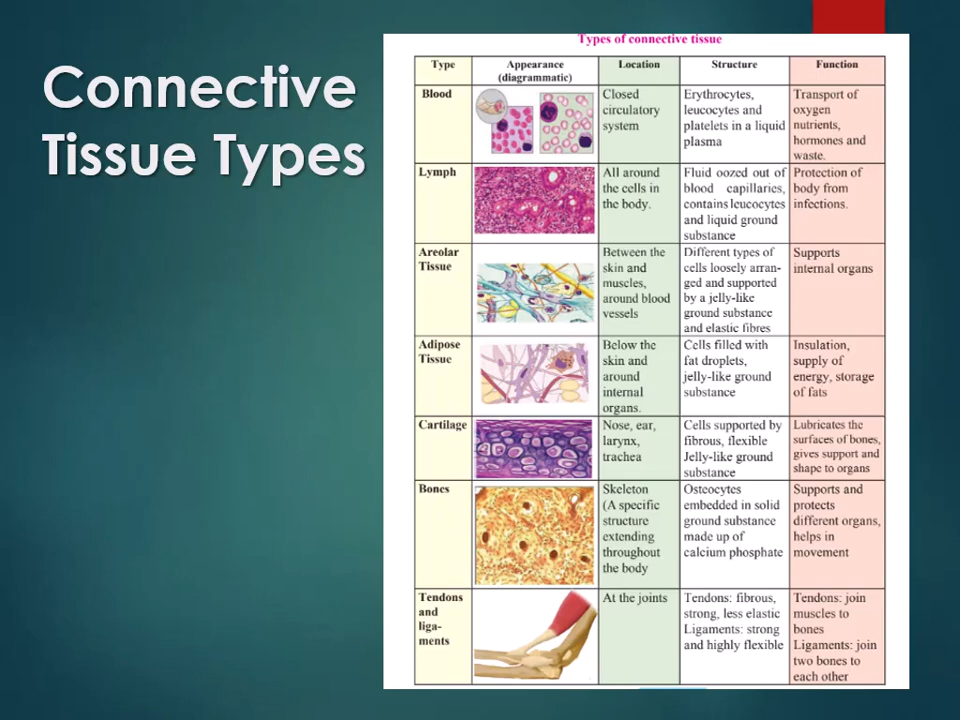 Connective
Tissue Types
Types of connective tissue
Type
Appearance
(diagrammatic)
Location
Structure
Function
Blood
Closed
circulatory
system
Erythrocytes,
leucocytes and
platelets in a liquid
plasma
Transport of
oxygen
nutrients,
hormones and
waste.
Lymph
All around
the cells in
the body.
Fluid oozed out of
blood capillaries,
contains leucocytes
and liquid ground
substance
Protection of
body from
infections.
Areolar
Tissue
Between the
skin and
muscles,
around blood
vessels
Different types of
cells loosely arran-
ged and supported
by a jelly-like
ground substance
and elastic fibres
Supports
internal organs
Adipose
Tissue
Below the
skin and
around
internal
organs.
Cells filled with
fat droplets,
jelly-like ground
substance
Insulation,
supply of
energy, storage
of fats
Cartilage
Nose, ear,
larynx,
trachea
Cells supported by
fibrous, flexible
Jelly-like ground
substance
Lubricates the
surfaces of bones,
gives support and
shape to organs
Bones
Skeleton
(A specific
structure
extending
throughout
the body
Osteocytes
embedded in solid
ground substance
made up of
calcium phosphate
Supports and
protects
different organs,
helps in
movement
Tendons
and
liga-
ments
At the joints
Tendons: fibrous,
strong, less elastic
Ligaments: strong
and highly flexible
Tendons: join
muscles to
bones
Ligaments: join
two bones to
each other